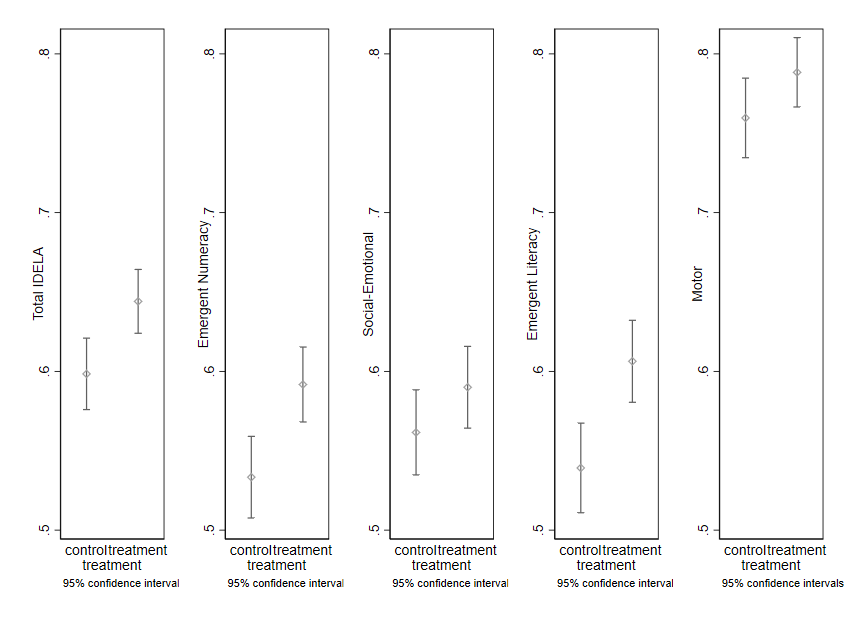 Total IDELA
.8
.7
.6
.5
controltreatment
treatment
95% confidence interval
Emergent Numeracy
.8
.7
.6
.5
controltreatment
treatment
95% confidence interval
Social-Emotional
.8
.7
.6
.5
controltreatment
treatment
95% confidence interval
Emergent Literacy
.8
.7
.6
.5
controltreatment
treatment
95% confidence interval
Motor
.8
.7
.6
.5
controltreatment
treatment
95% confidence intervals